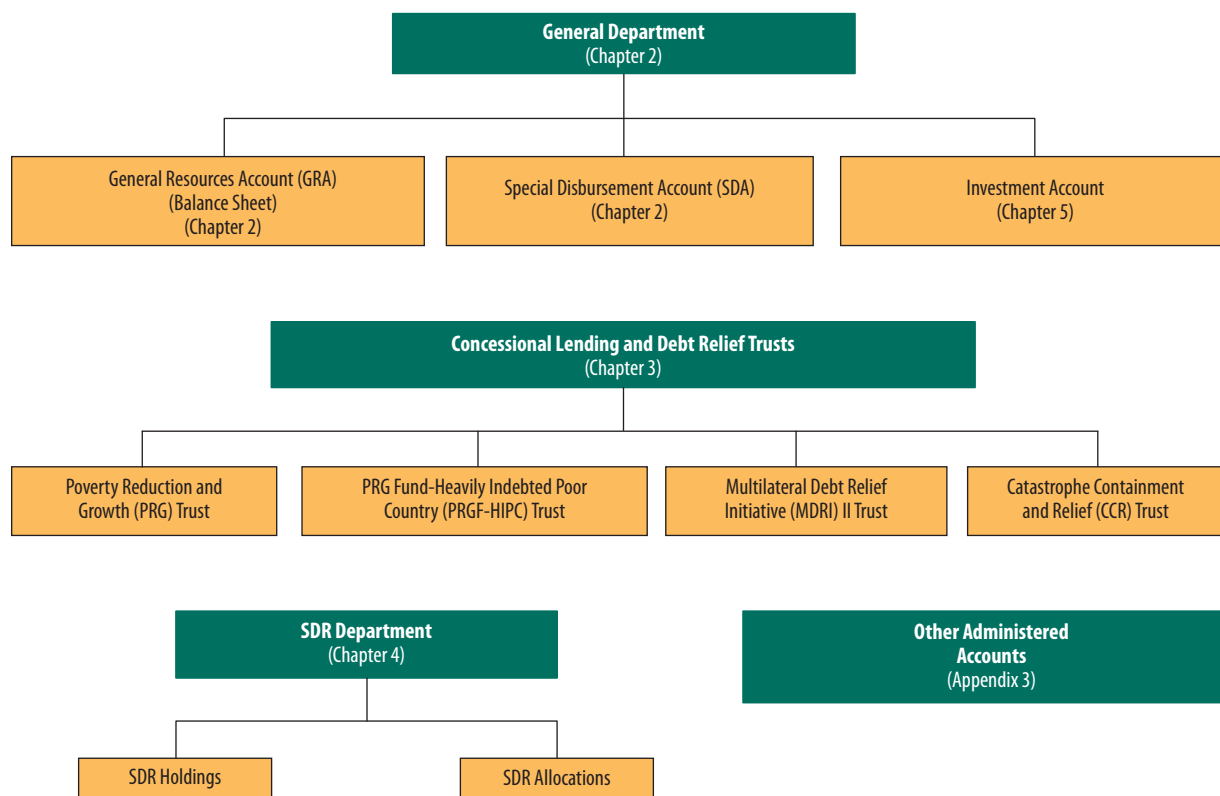 General Department
(Chapter 2)
General Resources Account (GRA)
(Balance Sheet)
(Chapter 2)
Special Disbursement Account (SDA)
(Chapter 2)
Investment Account
(Chapter 5)
Concessional Lending and Debt Relief Trusts
(Chapter 3)
Poverty Reduction and
Growth (PRG) Trust
PRG Fund-Heavily Indebted Poor
Country (PRGF-HIPC) Trust
Multilateral Debt Relief
Initiative (MDRI) II Trust
Catastrophe Containment
and Relief (CCR) Trust
SDR Department
(Chapter 4)
Other Administered
Accounts
(Appendix 3)
SDR Holdings
SDR Allocations